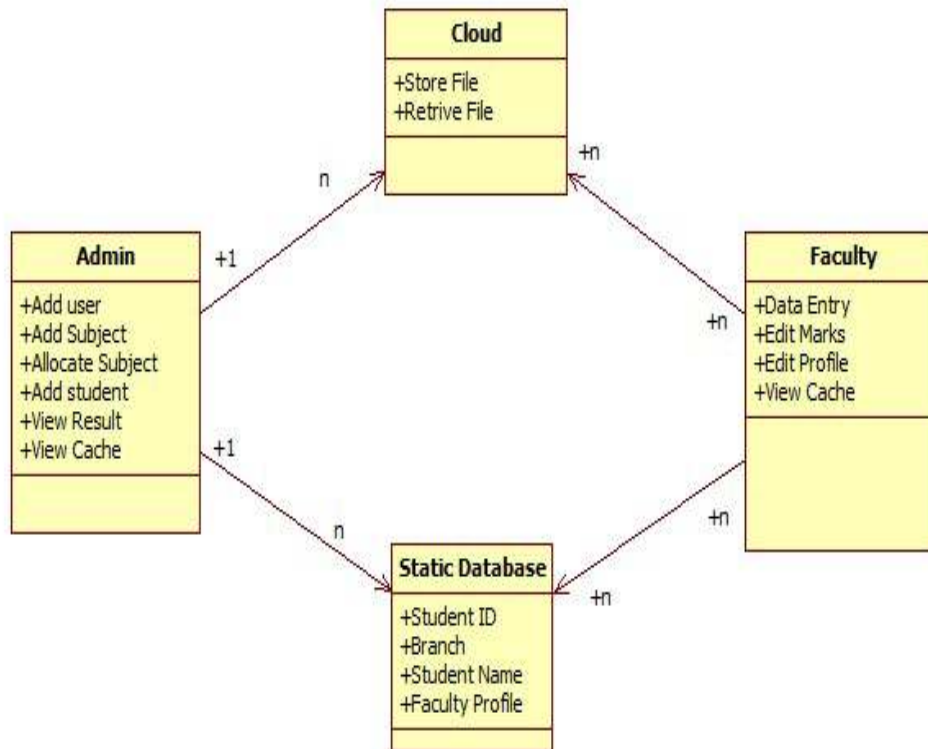 Cloud
+Store File
+Retrive File
+n
n
+1
Admin
+Add user
+Add Subject
+Allocate Subject
+Add student
+View Result
+View Cache
Faculty
+Data Entry
+Edit Marks
+Edit Profile
+View Cache
+n
+1
n
+n
+n
Static Database
+Student ID
+Branch
+Student Name
+Faculty Profile